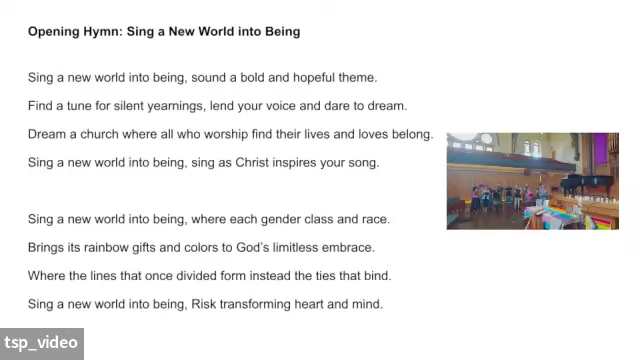 Opening Hymn: Sing a New World into Being
Sing a new world into being, sound a bold and hopeful theme.
Find a tune for silent yearnings, lend your voice and dare to dream.
Dream a church where all who worship find their lives and loves belong.
Sing a new world into being, sing as Christ inspires your song.
Sing a new world into being, where each gender class and race.
Brings its rainbow gifts and colors to God’s limitless embrace.
Where the lines that once divided form instead the ties that bind.
Sing a new world into being, Risk transforming heart and mind.
tsp_video